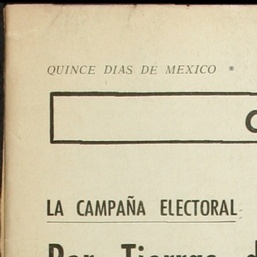 QUINCE DIAS DE MEXICO *
LA CAMPAÑA ELECTORAL
Por Tierras